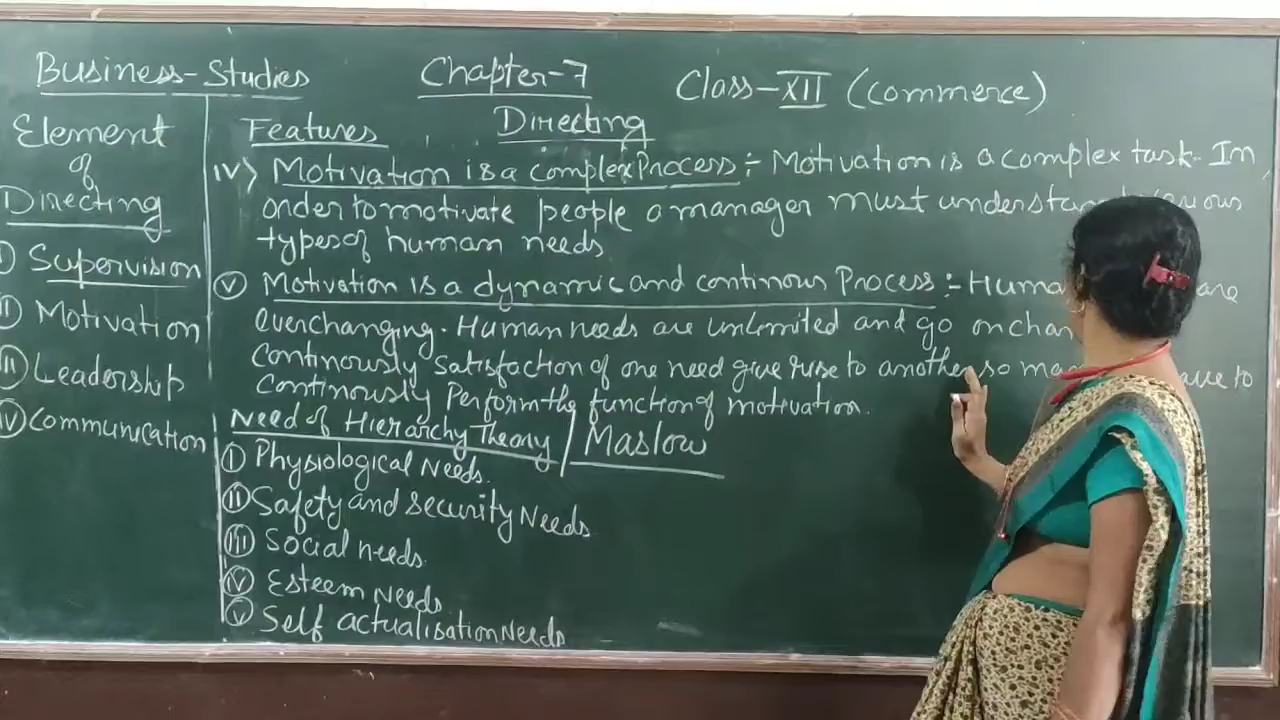 Business-Studies Chapter-7 Class-XII (Commerce)
Directing
Element
of
Directing
I) Supervision
II Motivation
III Leadership
IV Communication
Features
IV) Motivation is a complex Process :- Motivation is a complex task. In
order to motivate people a manager must
types of human needs
V Motivation is a dynamic and continous Process :- are
everchanging. Human needs are unlimited and go on
continously satisfaction of one need give rise to another so to
continously Perform the function of motivation.
Need of Hierarchy Theory / Maslow
I Physiological Needs.
II Safety and security Needs
III Social needs.
IV Esteem Needs
V Self actualisation Needs